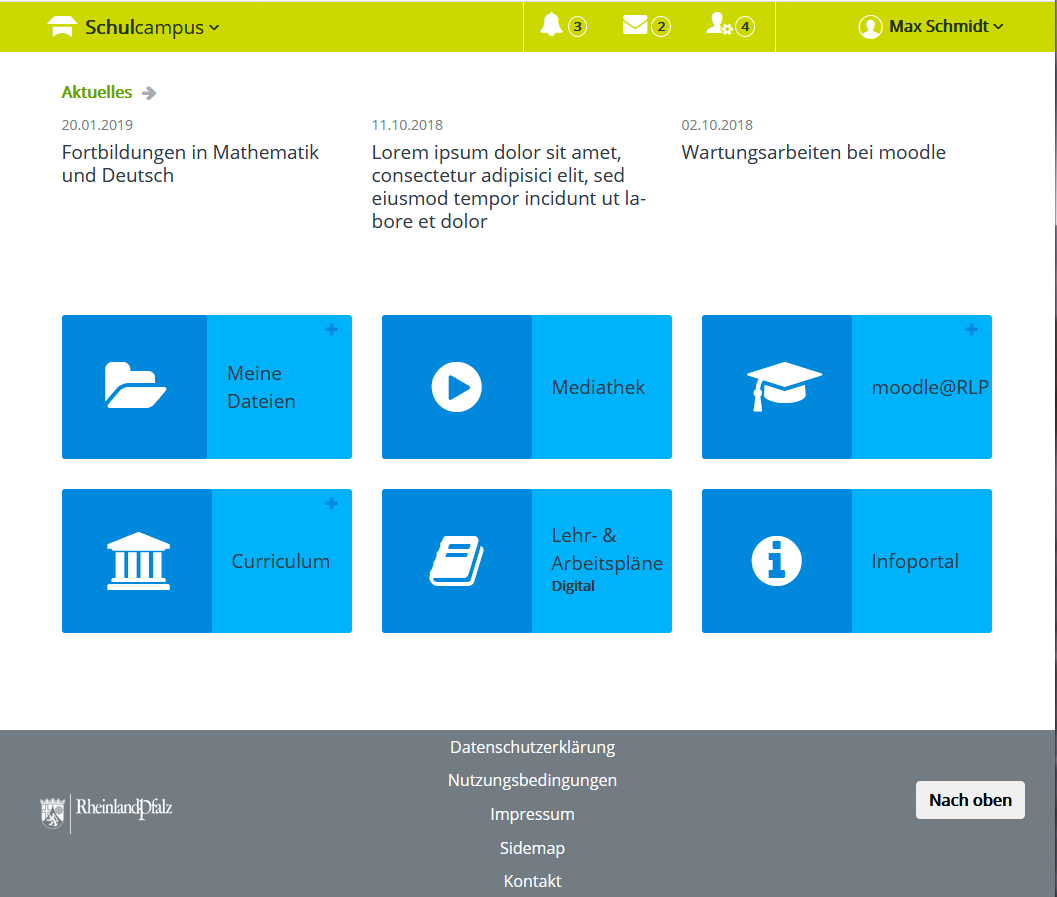 Schulcampus
3
2
4
Max Schmidt
Aktuelles
20.01.2019
Fortbildungen in Mathematik
und Deutsch
11.10.2018
Lorem ipsum dolor sit amet,
consectetur adipisici elit, sed
eiusmod tempor incidunt ut la-
bore et dolor
02.10.2018
Wartungsarbeiten bei moodle
Meine
Dateien
Mediathek
moodle@RLP
Curriculum
Lehr- &
Arbeitspläne
Digital
Infoportal
RheinlandPfalz
Datenschutzerklärung
Nutzungsbedingungen
Impressum
Sidemap
Kontakt
Nach oben